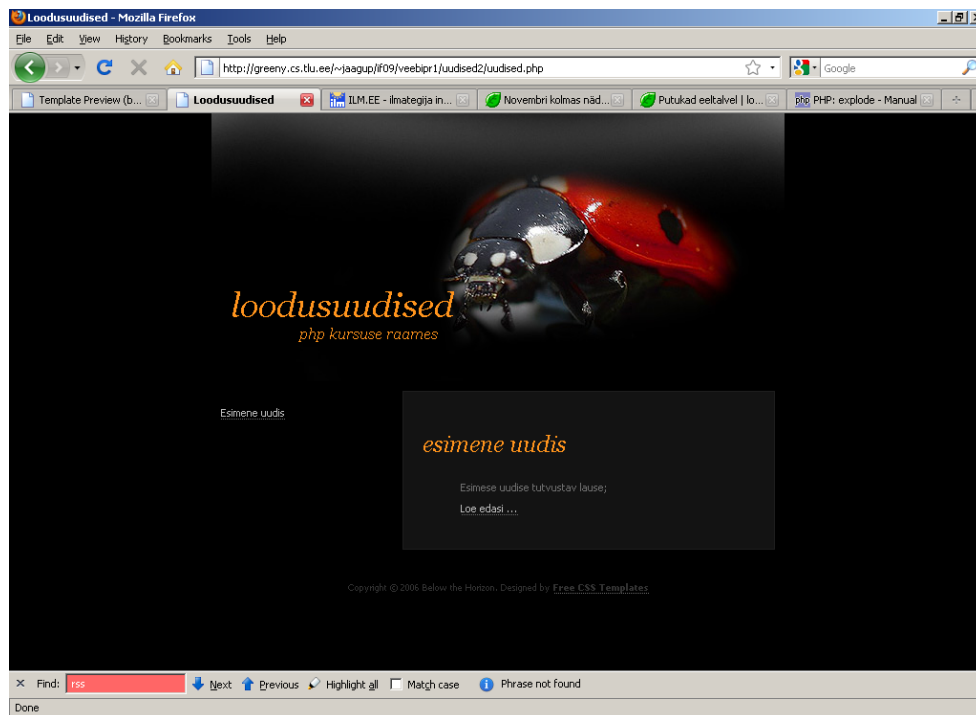 Loodusuudised - Mozilla Firefox
File Edit View History Bookmarks Tools Help
http://greeny.cs.tlu.ee/~jaagup/if09/veebipr1/uudised2/uudised.php Google
Template Preview (b... Loodusuudised ILM.EE - ilmategija in... Novembri kolmas näd... Putukad eeltalvel | lo... PHP: explode - Manual
loodusuudised
php kursuse raames
Esimene uudis
esimene uudis
Esimese uudise tutvustav lause;
Loe edasi ...
Copyright © 2006 Below the Horizon. Designed by Free CSS Templates
Find: rss Next Previous Highlight all Match case Phrase not found
Done